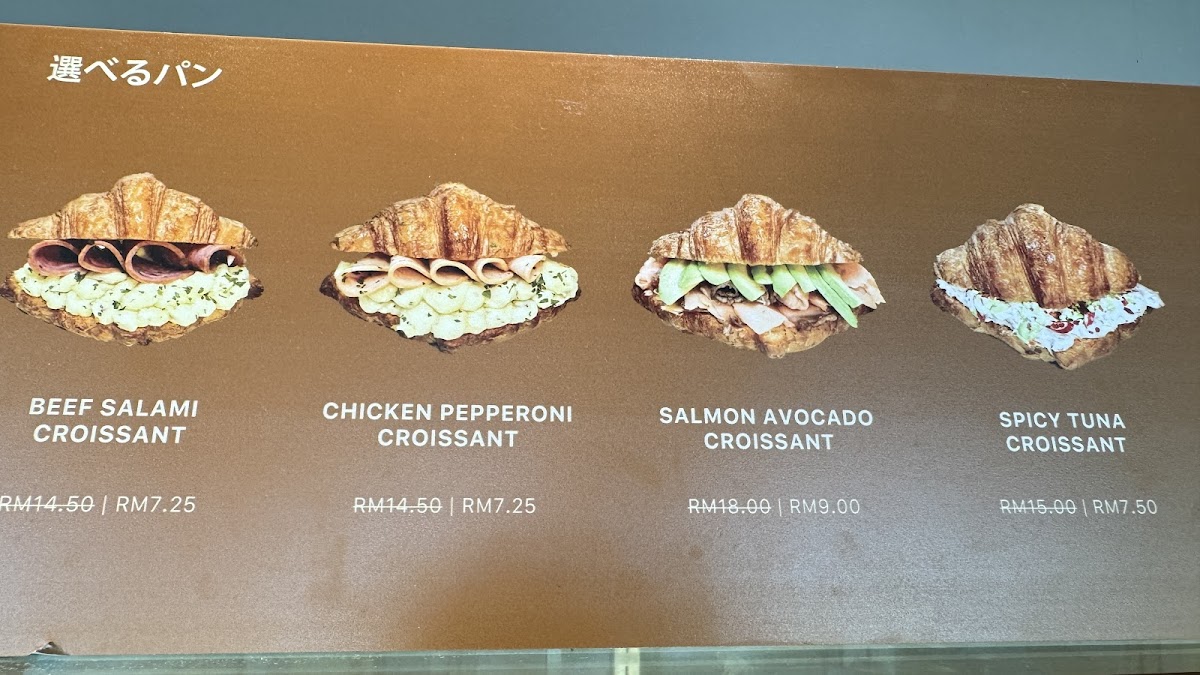 選べるパン
BEEF SALAMI
CROISSANT
RM14.50 | RM7.25
CHICKEN PEPPERONI
CROISSANT
RM14.50 | RM7.25
SALMON AVOCADO
CROISSANT
RM18.00 | RM9.00
SPICY TUNA
CROISSANT
RM15.00 | RM7.50